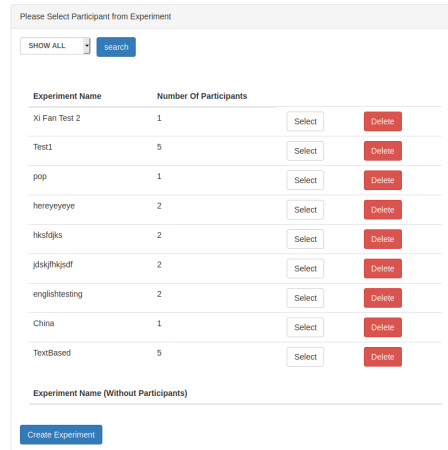 Please Select Participant from Experiment
SHOW ALL search
Experiment Name Number Of Participants
Xi Fan Test 2 1 Select Delete
Test1 5 Select Delete
pop 1 Select Delete
hereyeyeye 2 Select Delete
hksfdjks 2 Select Delete
jdskjfhkjsdf 2 Select Delete
englishtesting 2 Select Delete
China 1 Select Delete
TextBased 5 Select Delete
Experiment Name (Without Participants)
Create Experiment